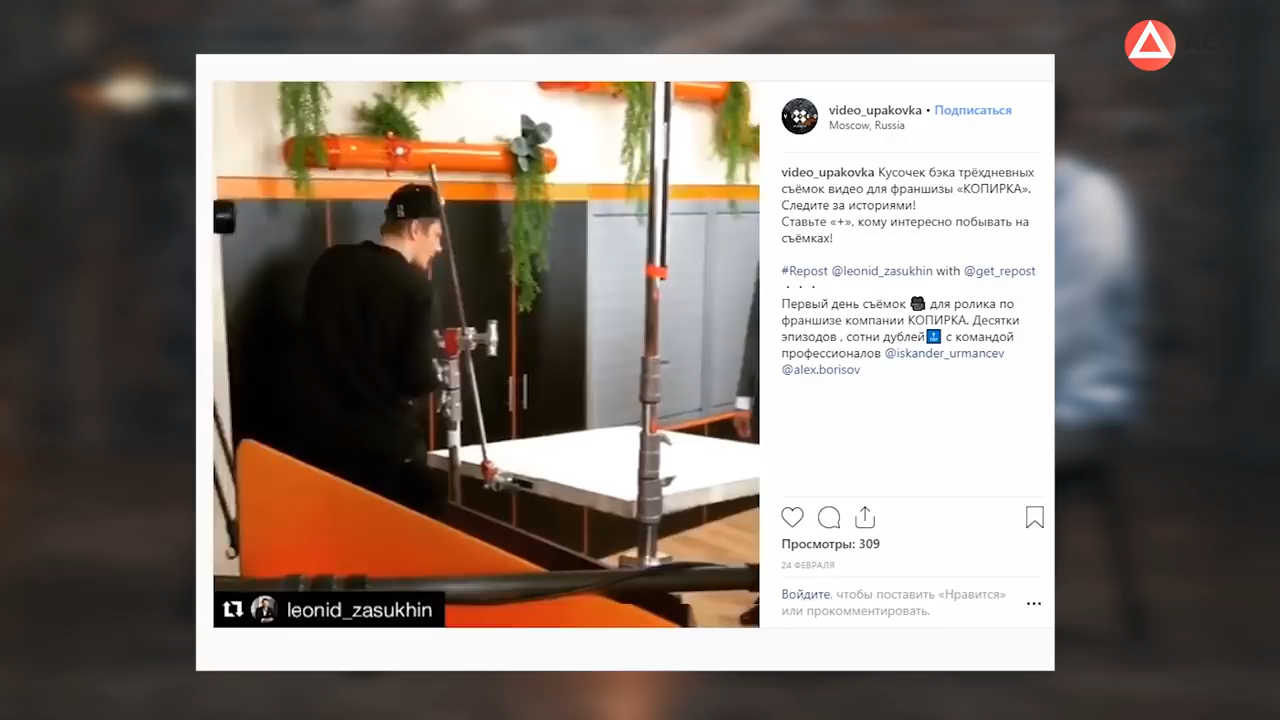 video_upakovka • Подписаться
Moscow, Russia
video_upakovka Кусочек бэка трёхдневных
съёмок видео для франшизы «КОПИРКА».
Следите за историями!
Ставьте «+», кому интересно побывать на
съёмках!
#Repost @leonid_zasukhin with @get_repost
・・・
Первый день съёмок 🎥 для ролика по
франшизе компании КОПИРКА. Десятки
эпизодов , сотни дублей🔝 с командой
профессионалов @iskander_urmancev
@alex.borisov
Просмотры: 309
24 ФЕВРАЛЯ
Войдите, чтобы поставить «Нравится»
или прокомментировать.
leonid_zasukhin